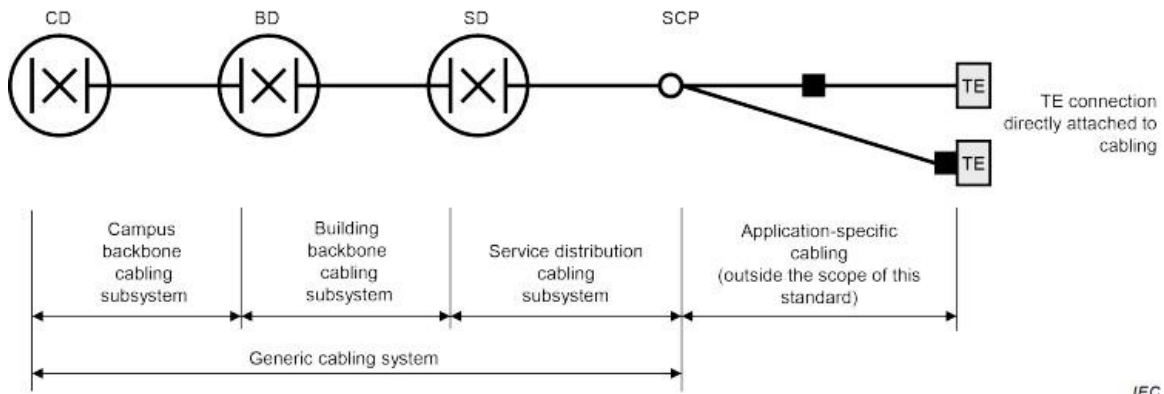 CD
BD
SD
SCP
TE
TE
TE connection
directly attached to
cabling
Campus
backbone
cabling
subsystem
Building
backbone
cabling
subsystem
Service distribution
cabling
subsystem
Application-specific
cabling
(outside the scope of this
standard)
Generic cabling system
IEC